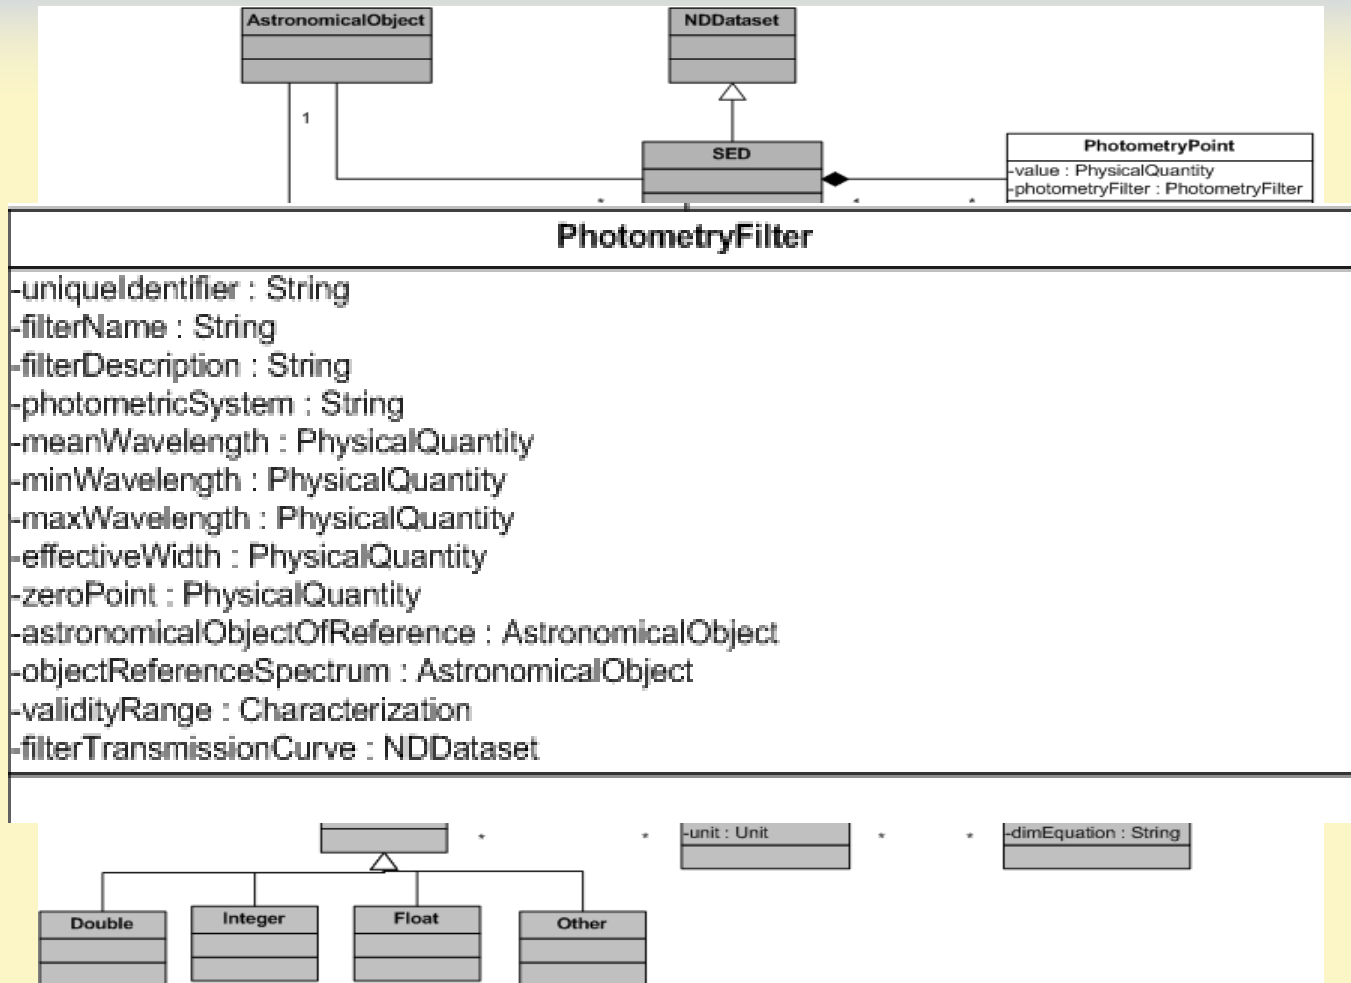 AstronomicalObject
NDDataset
1
SED
PhotometryPoint
-value : PhysicalQuantity
-photometryFilter : PhotometryFilter
*
*
PhotometryFilter
-uniqueIdentifier : String
-filterName : String
-filterDescription : String
-photometricSystem : String
-meanWavelength : PhysicalQuantity
-minWavelength : PhysicalQuantity
-maxWavelength : PhysicalQuantity
-effectiveWidth : PhysicalQuantity
-zeroPoint : PhysicalQuantity
-astronomicalObjectOfReference : AstronomicalObject
-objectReferenceSpectrum : AstronomicalObject
-validityRange : Characterization
-filterTransmissionCurve : NDDataset
*
*
-unit : Unit
*
*
-dimEquation : String
Double
Integer
Float
Other